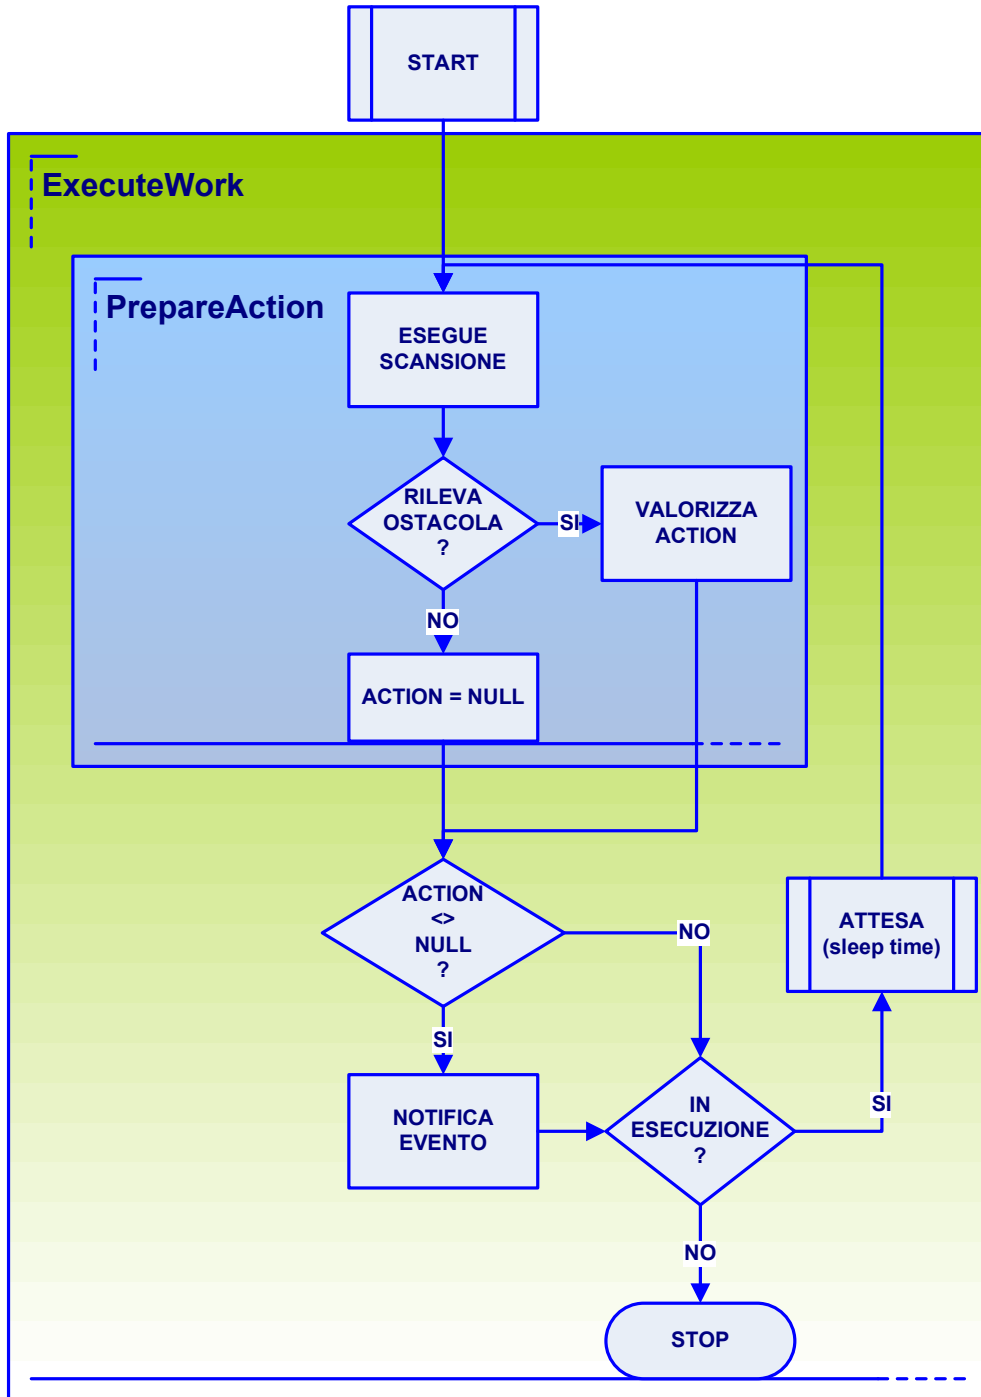 START
ExecuteWork
PrepareAction
ESEGUE
SCANSIONE
RILEVA
OSTACOLA
?
SI
VALORIZZA
ACTION
NO
ACTION = NULL
ACTION
<>
NULL
?
NO
ATTESA
(sleep time)
SI
NOTIFICA
EVENTO
IN
ESECUZIONE
?
SI
NO
STOP